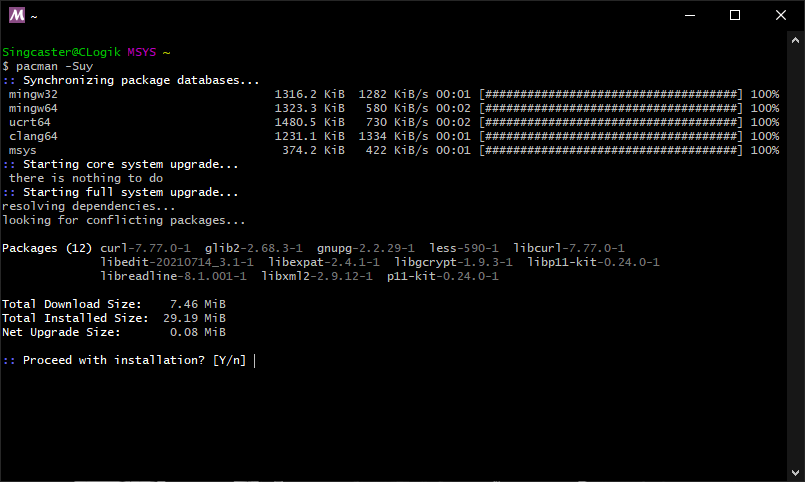 M ~
Singcaster@CLogik MSYS ~
$ pacman -Suy
:: Synchronizing package databases...
mingw32 1316.2 KiB 1282 KiB/s 00:01 [####################################] 100%
mingw64 1323.3 KiB 580 KiB/s 00:02 [####################################] 100%
ucrt64 1480.5 KiB 730 KiB/s 00:02 [####################################] 100%
clang64 1231.1 KiB 1334 KiB/s 00:01 [####################################] 100%
msys 374.2 KiB 422 KiB/s 00:01 [####################################] 100%
:: Starting core system upgrade...
there is nothing to do
:: Starting full system upgrade...
resolving dependencies...
looking for conflicting packages...
Packages (12) curl-7.77.0-1 glib2-2.68.3-1 gnupg-2.2.29-1 less-590-1 libcurl-7.77.0-1
libedit-20210714_3.1-1 libexpat-2.4.1-1 libgcrypt-1.9.3-1 libp11-kit-0.24.0-1
libreadline-8.1.001-1 libxml2-2.9.12-1 p11-kit-0.24.0-1
Total Download Size: 7.46 MiB
Total Installed Size: 29.19 MiB
Net Upgrade Size: 0.08 MiB
:: Proceed with installation? [Y/n]